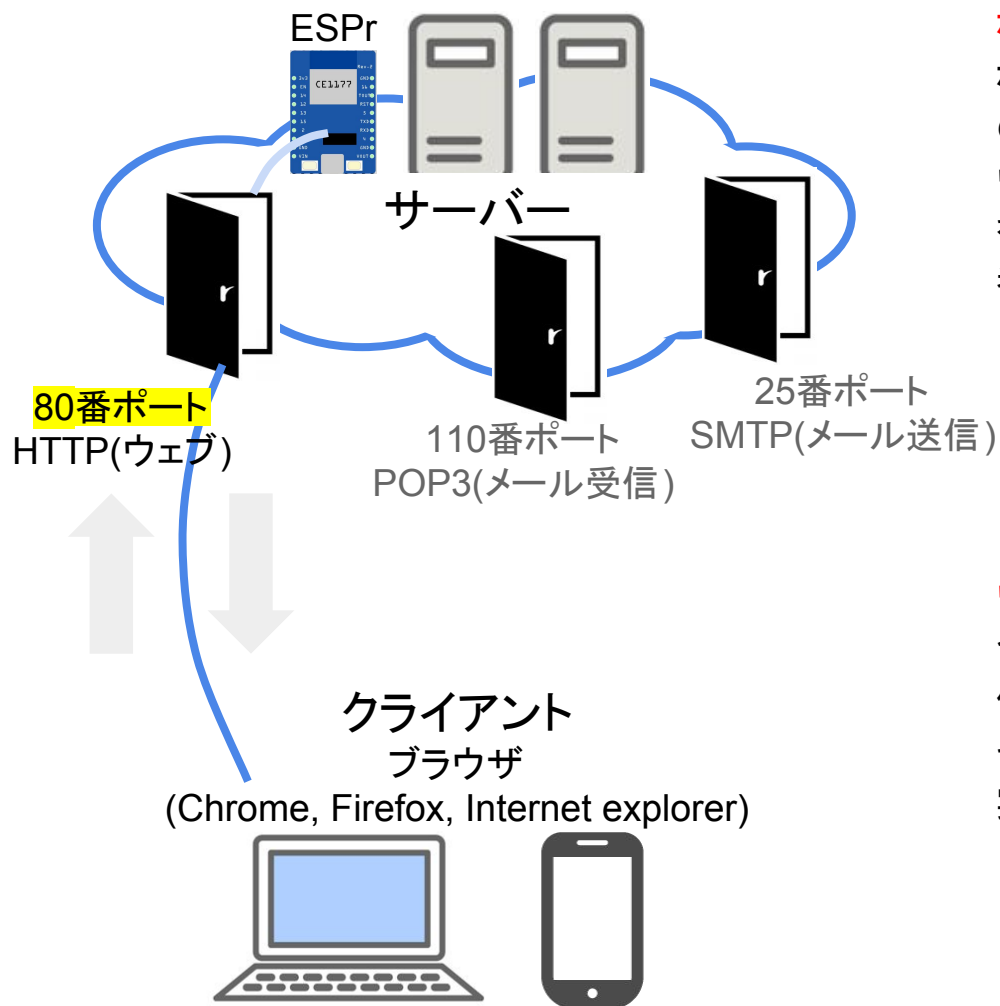 ESPr
CE1177
サーバー
80番ポート
HTTP(ウェブ)
110番ポート
POP3(メール受信)
25番ポート
SMTP(メール送信)
クライアント
ブラウザ
(Chrome, Firefox, Internet explorer)